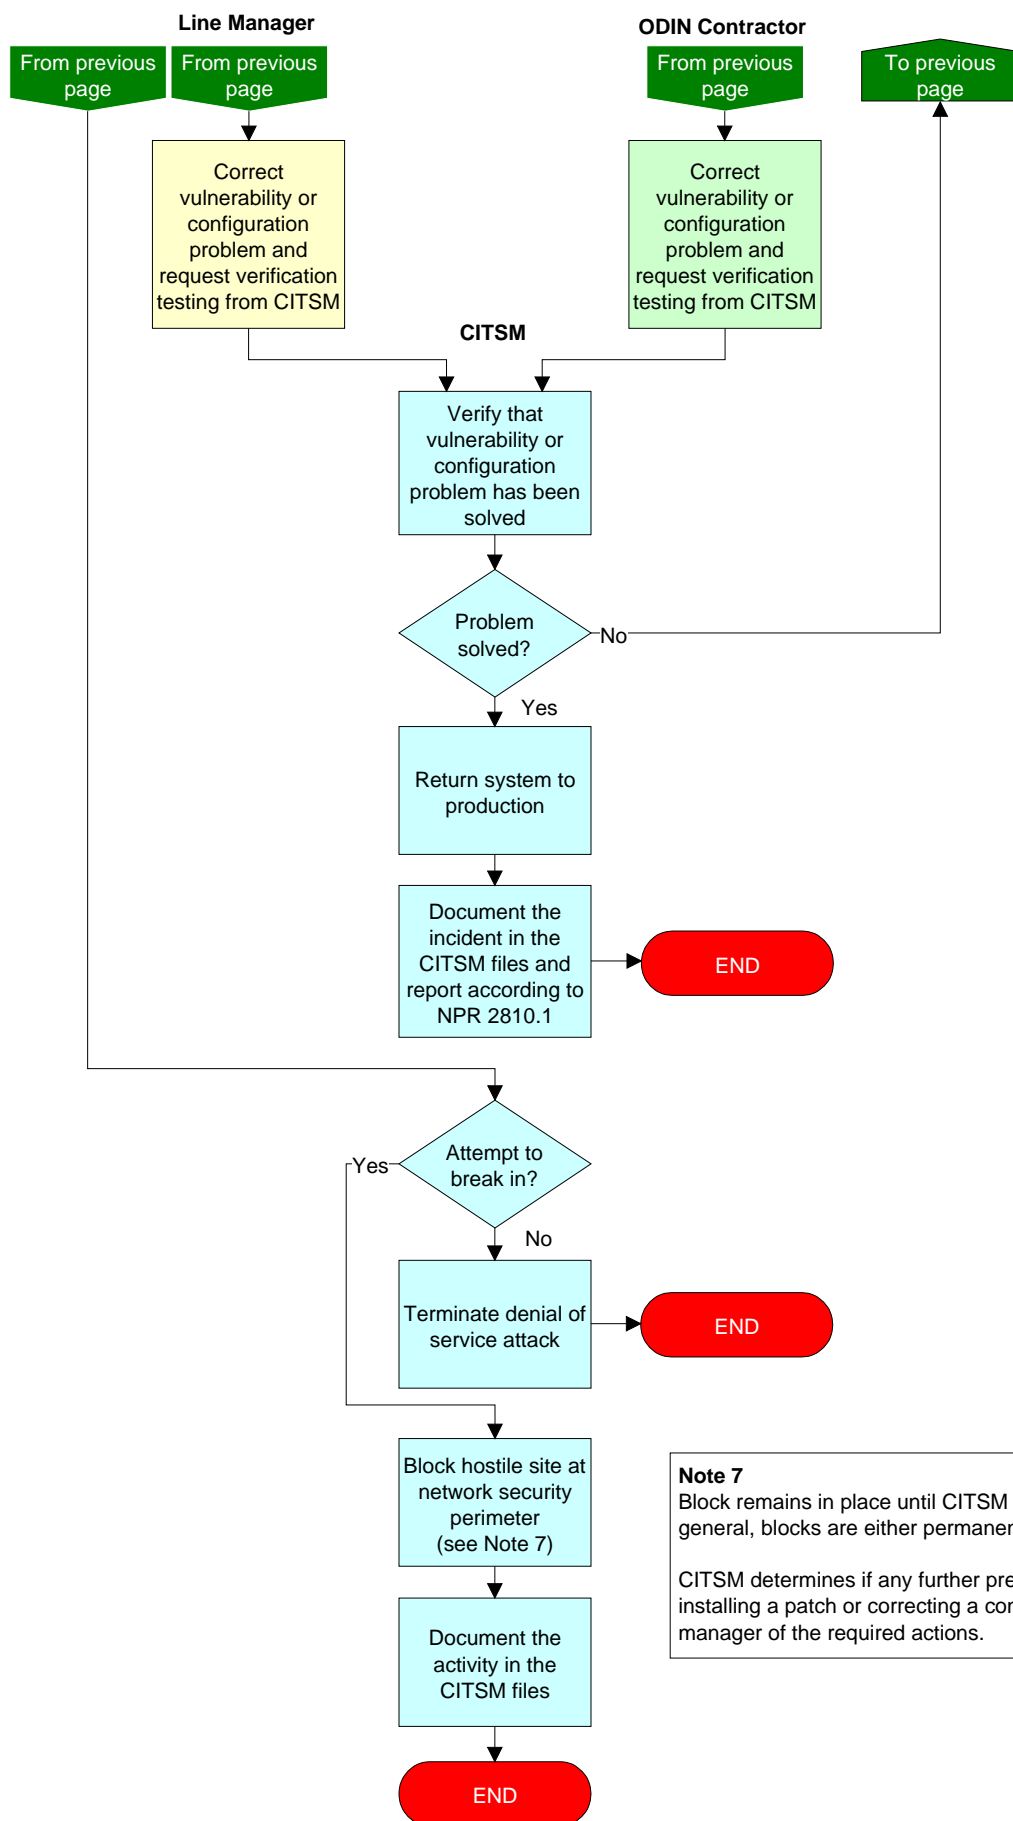 Line Manager
ODIN Contractor
From previous
page
From previous
page
From previous
page
To previous
page
Correct
vulnerability or
configuration
problem and
request verification
testing from CITSM
Correct
vulnerability or
configuration
problem and
request verification
testing from CITSM
CITSM
Verify that
vulnerability or
configuration
problem has been
solved
Problem
solved?
No
Yes
Return system to
production
Document the
incident in the
CITSM files and
report according to
NPR 2810.1
END
Attempt to
break in?
Yes
No
Terminate denial of
service attack
END
Block hostile site at
network security
perimeter
(see Note 7)
Note 7
Block remains in place until CITSM
general, blocks are either
CITSM determines if any further
installing a patch or correcting a
manager of the required actions.
Document the
activity in the
CITSM files
END